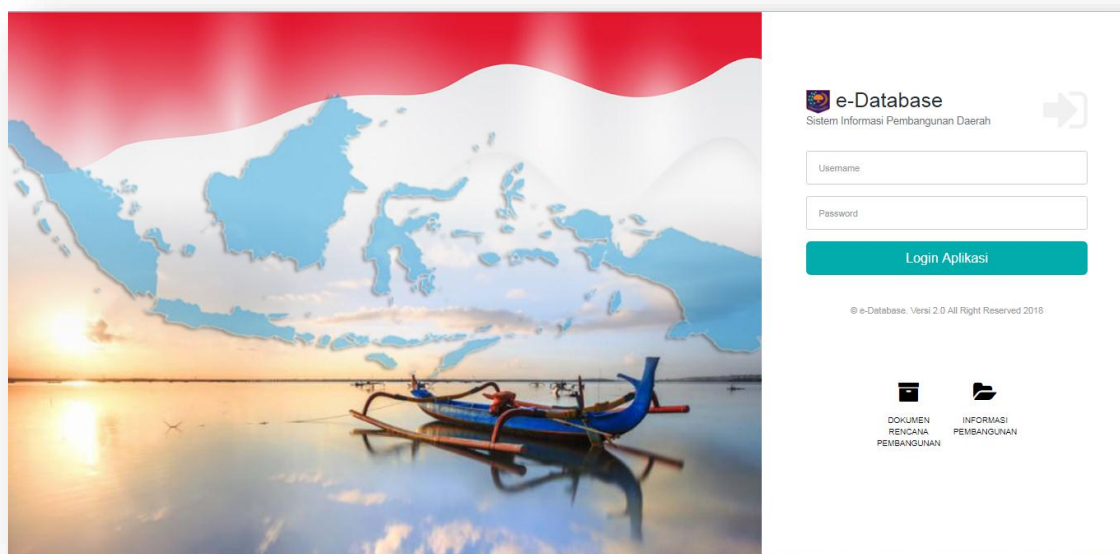 e-Database
Sistem Informasi Pembangunan Daerah
Username
Password
Login Aplikasi
© e-Database. Versi 2.0 All Right Reserved 2018
DOKUMEN
RENCANA
PEMBANGUNAN
INFORMASI
PEMBANGUNAN